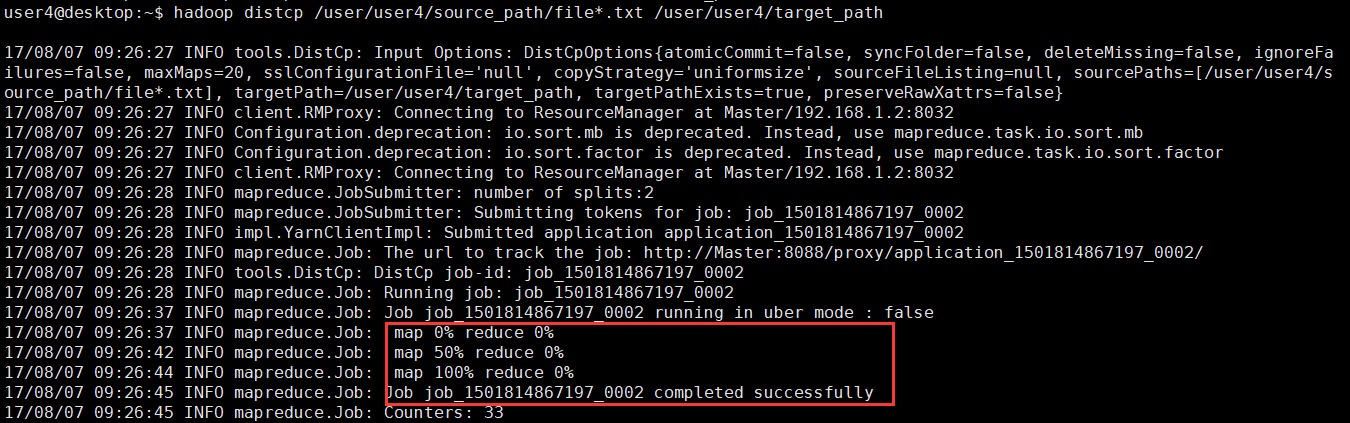 user4@desktop:~$ hadoop distcp /user/user4/source_path/file*.txt /user/user4/target_path
17/08/07 09:26:27 INFO tools.DistCp: Input Options: DistCpOptions{atomicCommit=false, syncFolder=false, deleteMissing=false, ignoreFa
ilures=false, maxMaps=20, sslConfigurationFile='null', copyStrategy='uniformsize', sourceFileListing=null, sourcePaths=[/user/user4/s
ource_path/file*.txt], targetPath=/user/user4/target_path, targetPathExists=true, preserveRawXattrs=false}
17/08/07 09:26:27 INFO client.RMProxy: Connecting to ResourceManager at Master/192.168.1.2:8032
17/08/07 09:26:27 INFO Configuration.deprecation: io.sort.mb is deprecated. Instead, use mapreduce.task.io.sort.mb
17/08/07 09:26:27 INFO Configuration.deprecation: io.sort.factor is deprecated. Instead, use mapreduce.task.io.sort.factor
17/08/07 09:26:27 INFO client.RMProxy: Connecting to ResourceManager at Master/192.168.1.2:8032
17/08/07 09:26:28 INFO mapreduce.JobSubmitter: number of splits:2
17/08/07 09:26:28 INFO mapreduce.JobSubmitter: Submitting tokens for job: job_1501814867197_0002
17/08/07 09:26:28 INFO impl.YarnClientImpl: Submitted application application_1501814867197_0002
17/08/07 09:26:28 INFO mapreduce.Job: The url to track the job: http://Master:8088/proxy/application_1501814867197_0002/
17/08/07 09:26:28 INFO tools.DistCp: DistCp job-id: job_1501814867197_0002
17/08/07 09:26:28 INFO mapreduce.Job: Running job: job_1501814867197_0002
17/08/07 09:26:37 INFO mapreduce.Job: Job job_1501814867197_0002 running in uber mode : false
17/08/07 09:26:37 INFO mapreduce.Job:  map 0% reduce 0%
17/08/07 09:26:42 INFO mapreduce.Job:  map 50% reduce 0%
17/08/07 09:26:44 INFO mapreduce.Job:  map 100% reduce 0%
17/08/07 09:26:45 INFO mapreduce.Job: Job job_1501814867197_0002 completed successfully
17/08/07 09:26:45 INFO mapreduce.Job: Counters: 33